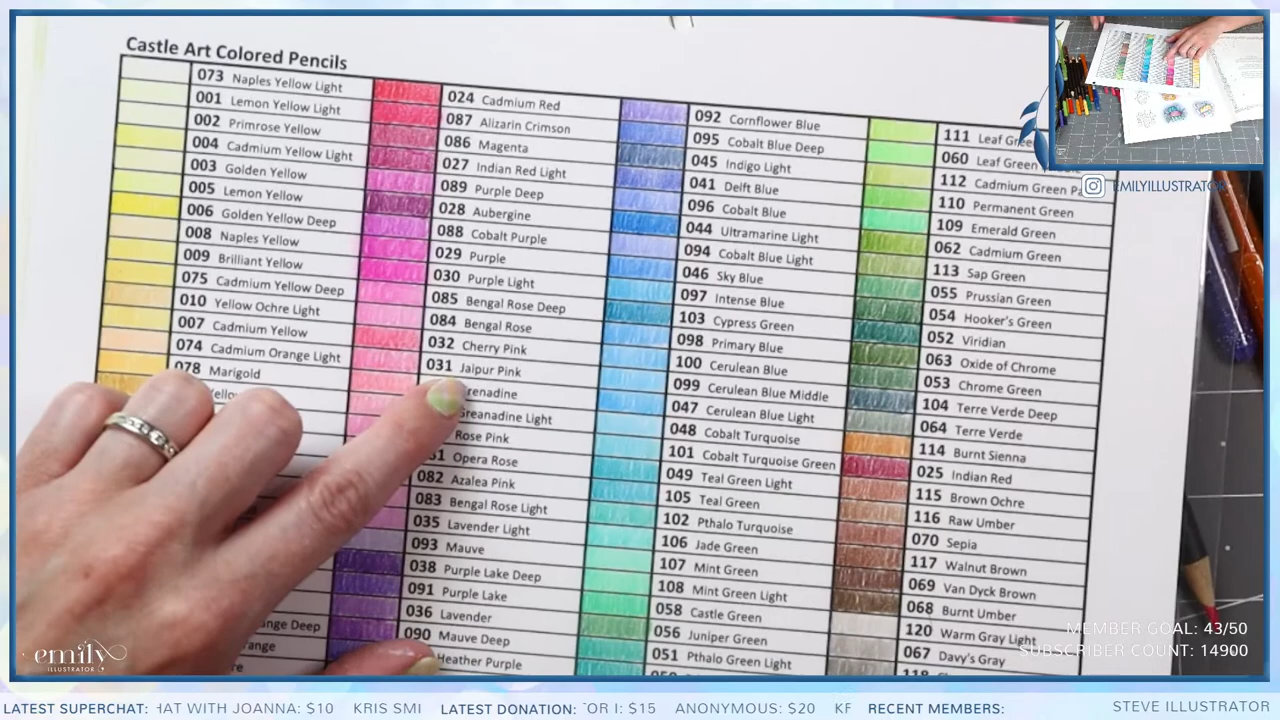 Castle Art Colored Pencils
073 Naples Yellow Light
001 Lemon Yellow Light
002 Primrose Yellow
004 Cadmium Yellow Light
003 Golden Yellow
005 Lemon Yellow
006 Golden Yellow Deep
008 Naples Yellow
009 Brilliant Yellow
075 Cadmium Yellow Deep
010 Yellow Ochre Light
007 Cadmium Yellow
074 Cadmium Orange Light
078 Marigold
024 Cadmium Red
087 Alizarin Crimson
086 Magenta
027 Indian Red Light
089 Purple Deep
028 Aubergine
088 Cobalt Purple
029 Purple
030 Purple Light
085 Bengal Rose Deep
084 Bengal Rose
032 Cherry Pink
031 Jaipur Pink
renadine
Greanadine Light
Rose Pink
81 Opera Rose
082 Azalea Pink
083 Bengal Rose Light
035 Lavender Light
093 Mauve
038 Purple Lake Deep
091 Purple Lake
036 Lavender
090 Mauve Deep
Heather Purple
092 Cornflower Blue
095 Cobalt Blue Deep
045 Indigo Light
041 Delft Blue
096 Cobalt Blue
044 Ultramarine Light
094 Cobalt Blue Light
046 Sky Blue
097 Intense Blue
103 Cypress Green
098 Primary Blue
100 Cerulean Blue
099 Cerulean Blue Middle
047 Cerulean Blue Light
048 Cobalt Turquoise
101 Cobalt Turquoise Green
049 Teal Green Light
105 Teal Green
102 Pthalo Turquoise
106 Jade Green
107 Mint Green
108 Mint Green Light
058 Castle Green
056 Juniper Green
051 Pthalo Green Light
111 Leaf Gree
060 Leaf Green
112 Cadmium Green
110 Permanent Green
109 Emerald Green
062 Cadmium Green
113 Sap Green
055 Prussian Green
054 Hooker's Green
052 Viridian
063 Oxide of Chrome
053 Chrome Green
104 Terre Verde Deep
064 Terre Verde
114 Burnt Sienna
025 Indian Red
115 Brown Ochre
116 Raw Umber
070 Sepia
117 Walnut Brown
069 Van Dyck Brown
068 Burnt Umber
120 Warm Gray Light
067 Davy's Gray
EMILYILLUSTRATOR
MEMBER GOAL: 43/50
SUBSCRIBER COUNT: 14900
emily
ILLUSTRATOR
LATEST SUPERCHAT: HAT WITH JOANNA: $10 KRIS SMI LATEST DONATION: TOR I: $15 ANONYMOUS: $20 KF RECENT MEMBERS: STEVE ILLUSTRATOR